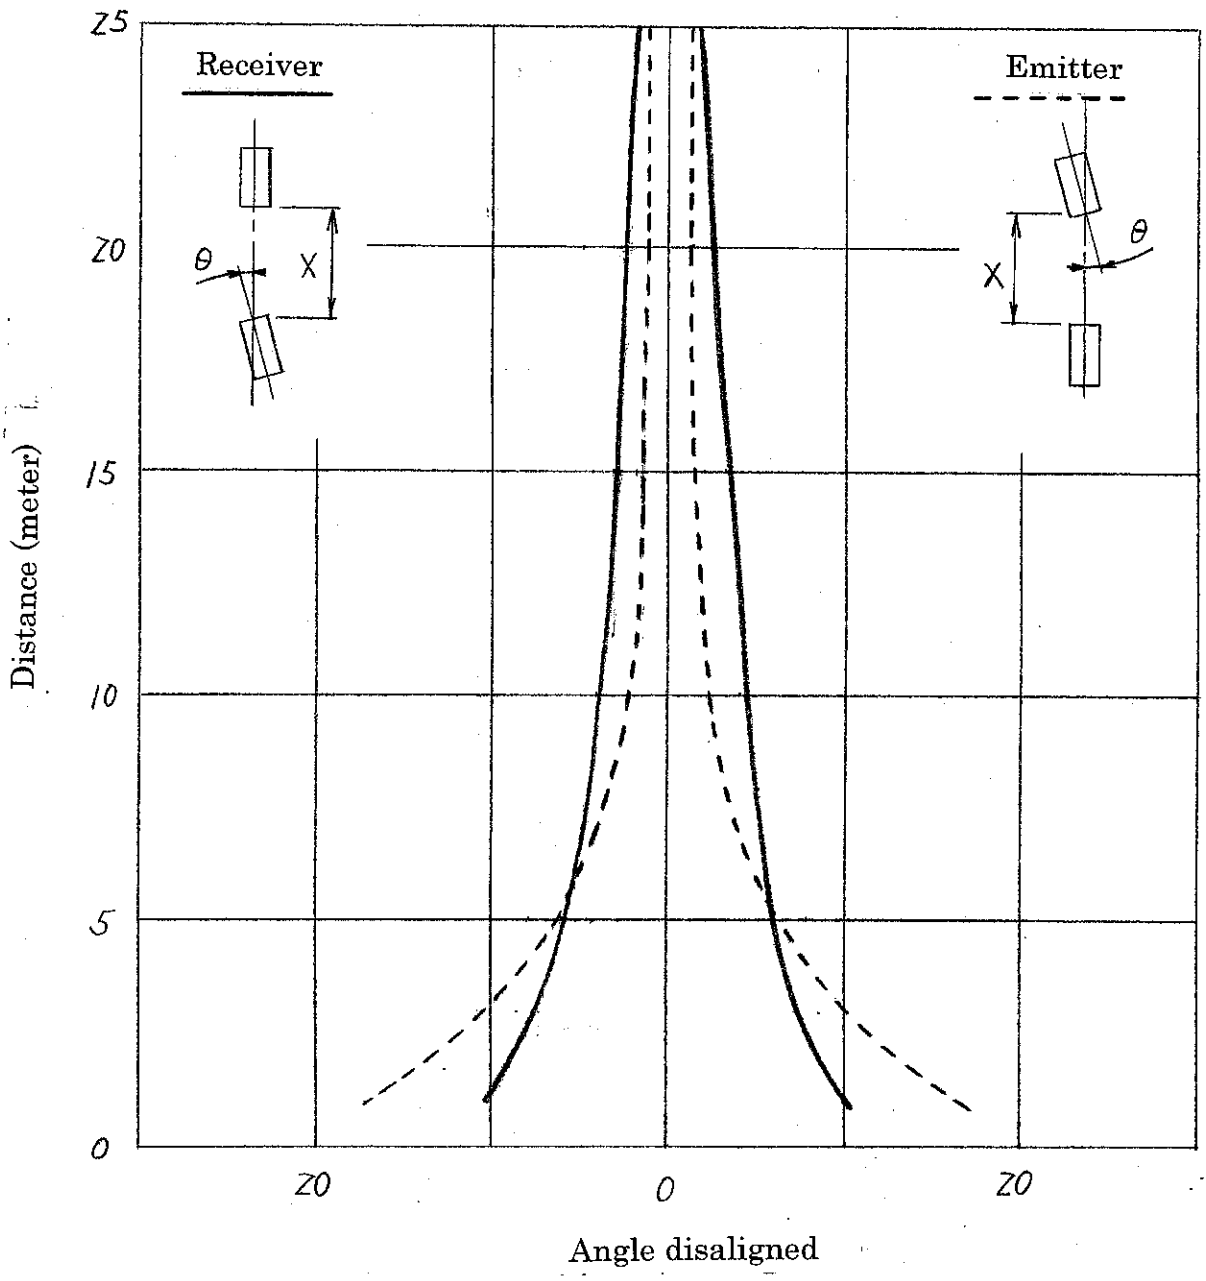 25
Receiver
Emitter
θ
X
20
X
θ
15
10
5
0
20
0
20
Distance (meter)
Angle disaligned